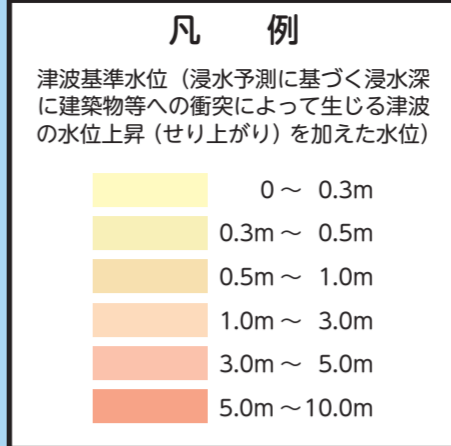 凡　例
津波基準水位（浸水予測に基づく浸水深
に建築物等への衝突によって生じる津波
の水位上昇（せり上がり）を加えた水位）
0～ 0.3m
0.3m～ 0.5m
0.5m～ 1.0m
1.0m～ 3.0m
3.0m～ 5.0m
5.0m～10.0m